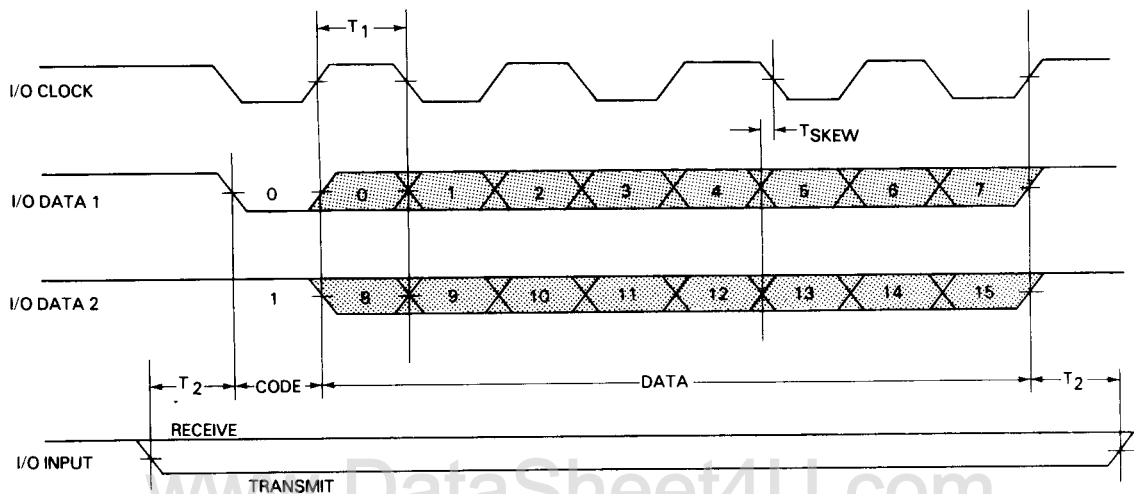 T1
I/O CLOCK
TSKEW
I/O DATA 1
0 0 1 2 3 4 5 6 7
I/O DATA 2
1 8 9 10 11 12 13 14 15
T2 CODE DATA T2
RECEIVE
I/O INPUT
TRANSMIT
www.DataSheet4U.com